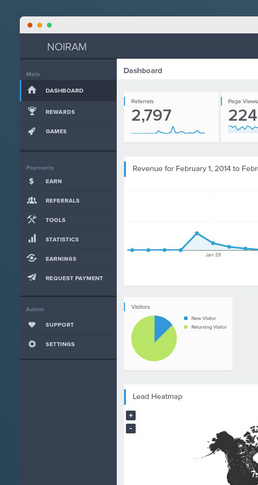 NOIRAM
Main
DASHBOARD
REWARDS
GAMES
Payments
$ EARN
REFERRALS
TOOLS
STATISTICS
EARNINGS
REQUEST PAYMENT
Admin
SUPPORT
SETTINGS
Dashboard
Referrals
2,797
Page Views
224
Revenue for February 1, 2014 to Febr
Jan 29
Visitors
New Visitor
Returning Visitor
Lead Heatmap
+
-